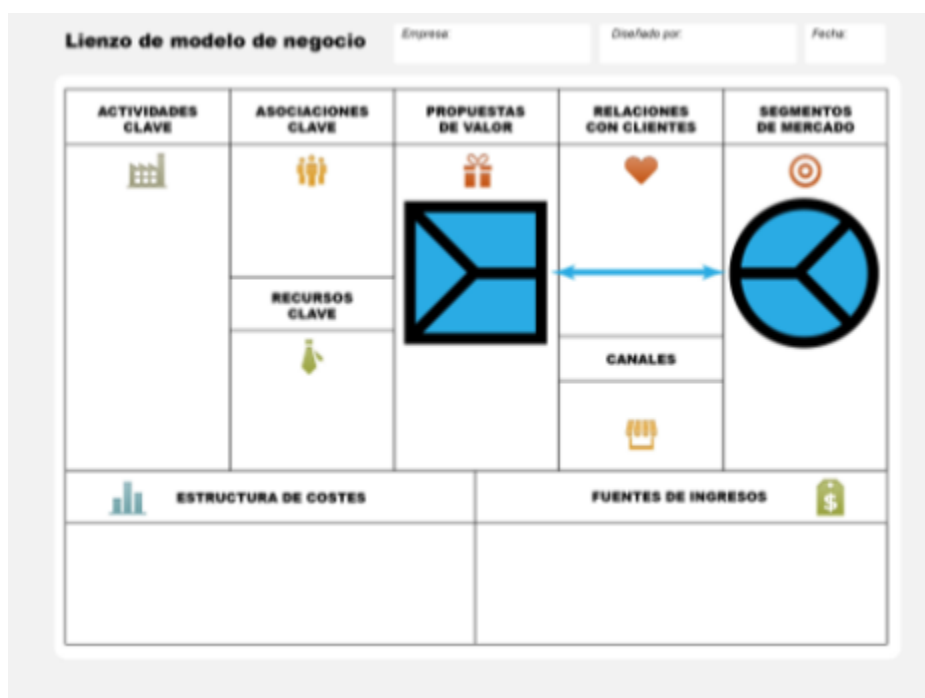 Lienzo de modelo de negocio
Empresa:
Diseñado por:
Fecha:
ACTIVIDADES
CLAVE
ASOCIACIONES
CLAVE
PROPUESTAS
DE VALOR
RELACIONES
CON CLIENTES
SEGMENTOS
DE MERCADO
RECURSOS
CLAVE
CANALES
ESTRUCTURA DE COSTES
FUENTES DE INGRESOS
$